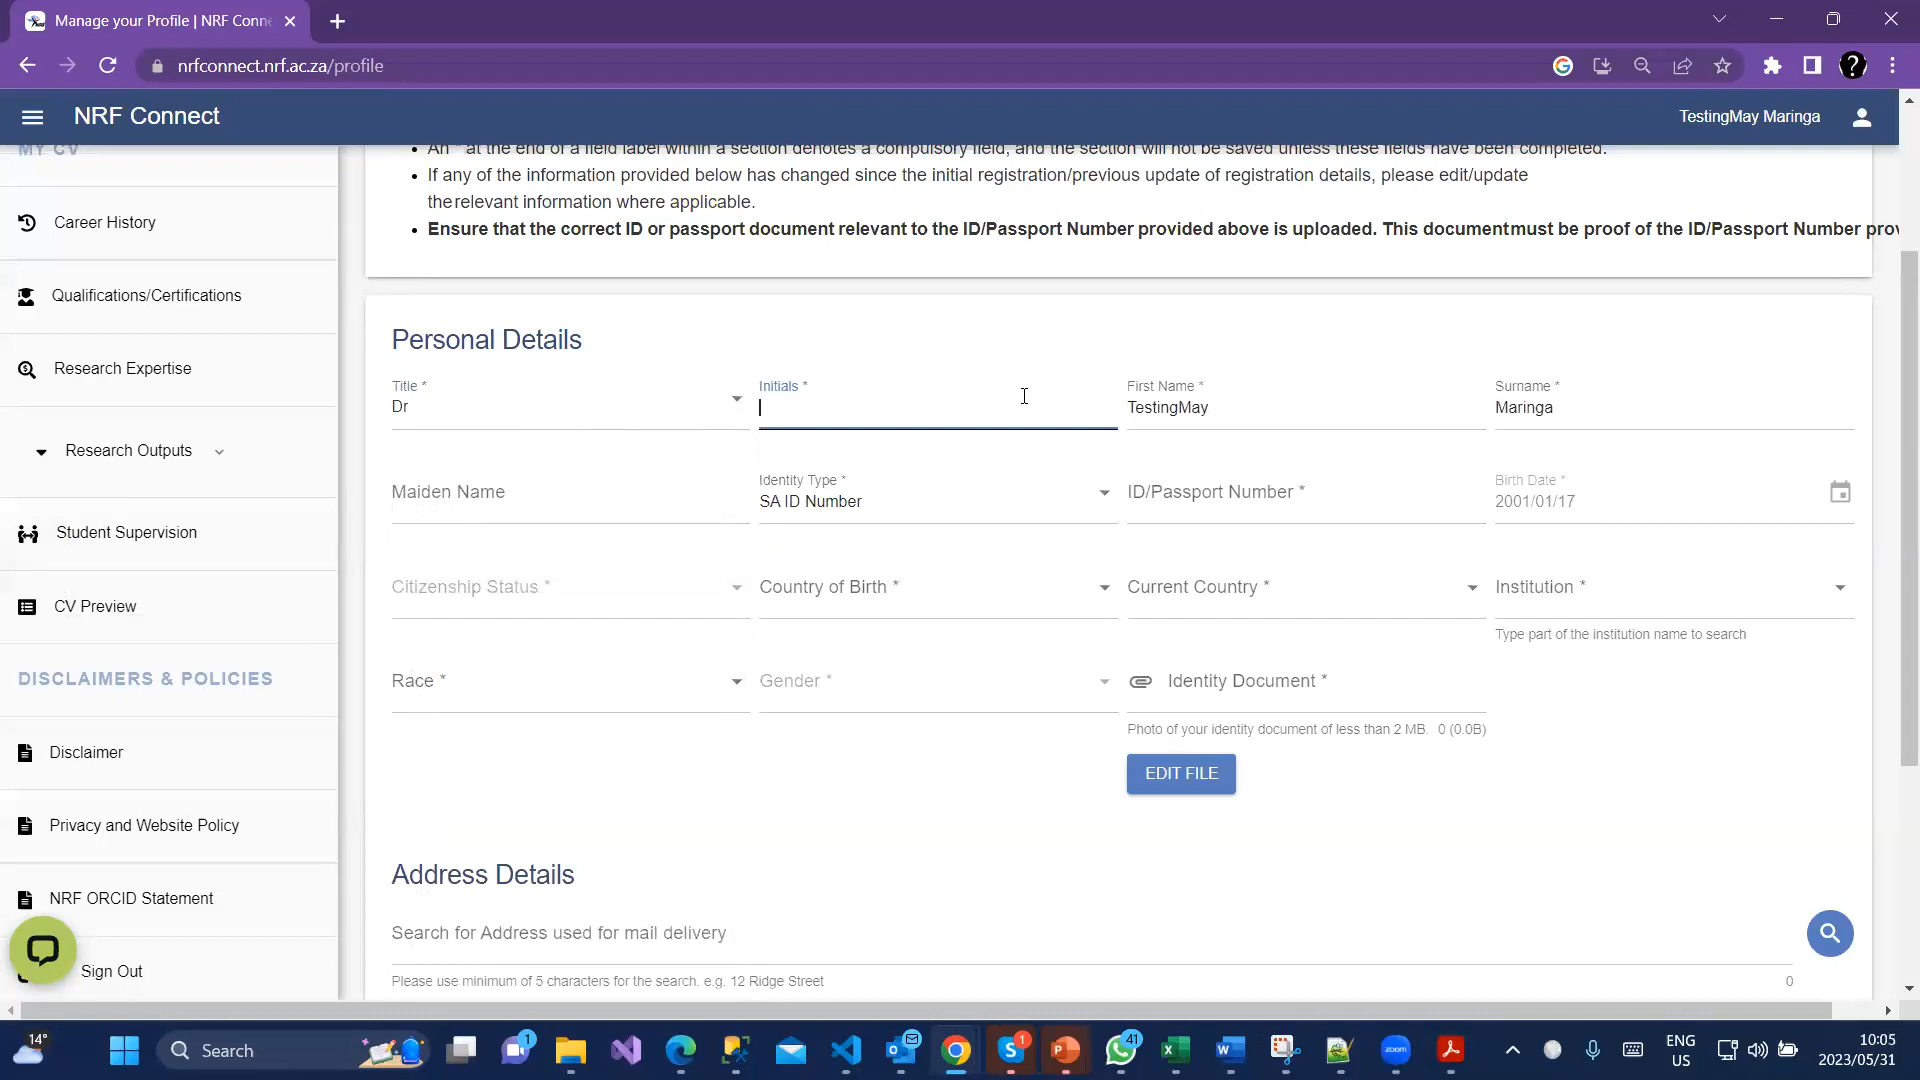 Manage your Profile | NRF Conne
nrfconnect.nrf.ac.za/profile
NRF Connect
TestingMay Maringa
MY CV
Career History
Qualifications/Certifications
Research Expertise
Research Outputs
Student Supervision
CV Preview
DISCLAIMERS & POLICIES
Disclaimer
Privacy and Website Policy
NRF ORCID Statement
Sign Out
An * at the end of a field label within a section denotes a compulsory field, and the section will not be saved unless these fields have been completed.
If any of the information provided below has changed since the initial registration/previous update of registration details, please edit/update
therelevant information where applicable.
Ensure that the correct ID or passport document relevant to the ID/Passport Number provided above is uploaded. This documentmust be proof of the ID/Passport Number prov
Personal Details
Title *
Dr
Initials *
First Name *
TestingMay
Surname *
Maringa
Maiden Name
Identity Type *
SA ID Number
ID/Passport Number *
Birth Date *
2001/01/17
Citizenship Status *
Country of Birth *
Current Country *
Institution *
Type part of the institution name to search
Race *
Gender *
Identity Document *
Photo of your identity document of less than 2 MB. 0 (0.0B)
EDIT FILE
Address Details
Search for Address used for mail delivery
Please use minimum of 5 characters for the search. e.g. 12 Ridge Street
0
14°
Search
1
1
41
zoom
ENG
US
10:05
2023/05/31